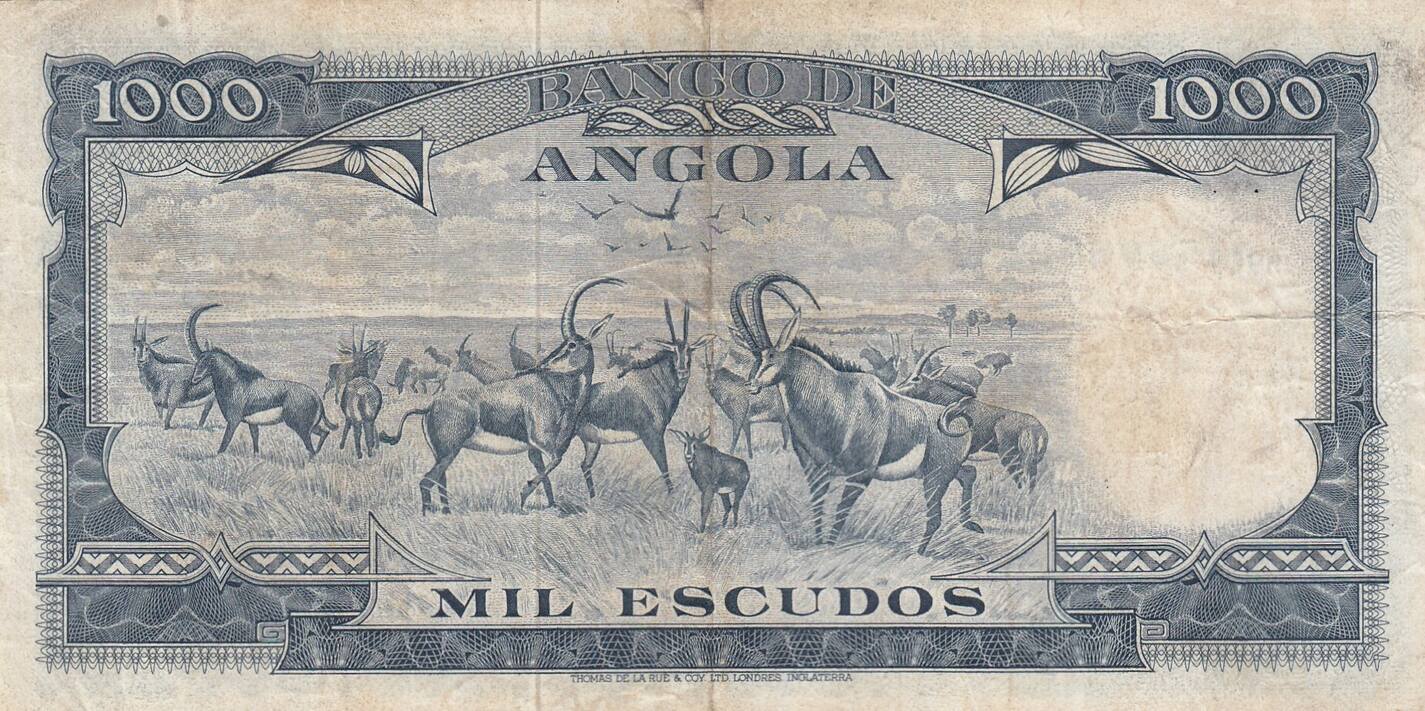 1000 1000
BANCO DE
ANGOLA
MIL ESCUDOS
THOMAS DE LA RUE & COY. LTD. LONDRES. INGLATERRA